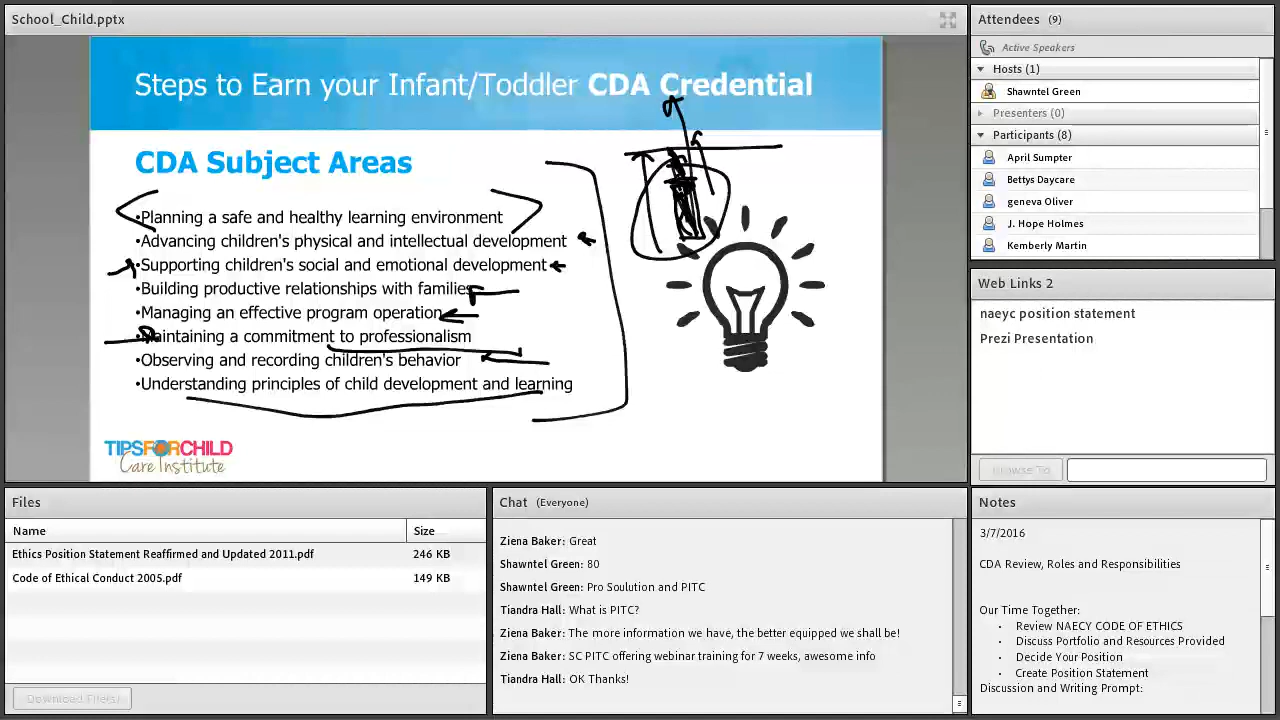 School_Child.pptx
Steps to Earn your Infant/Toddler CDA Credential
CDA Subject Areas
•Planning a safe and healthy learning environment
•Advancing children's physical and intellectual development
•Supporting children's social and emotional development
•Building productive relationships with families
•Managing an effective program operation
•Maintaining a commitment to professionalism
•Observing and recording children's behavior
•Understanding principles of child development and learning
TIPSFORCHILD
Care Institute
Attendees (9)
Active Speakers
Hosts (1)
Shawntel Green
Presenters (0)
Participants (8)
April Sumpter
Bettys Daycare
geneva Oliver
J. Hope Holmes
Kemberly Martin
Web Links 2
naeyc position statement
Prezi Presentation
Browse To
Files
Name Size
Ethics Position Statement Reaffirmed and Updated 2011.pdf 246 KB
Code of Ethical Conduct 2005.pdf 149 KB
Download File(s)
Chat (Everyone)
Ziena Baker: Great
Shawntel Green: 80
Shawntel Green: Pro Soulution and PITC
Tiandra Hall: What is PITC?
Ziena Baker: The more information we have, the better equipped we shall be!
Ziena Baker: SC PITC offering webinar training for 7 weeks, awesome info
Tiandra Hall: OK Thanks!
Notes
3/7/2016
CDA Review, Roles and Responsibilities
Our Time Together:
• Review NAECY CODE OF ETHICS
• Discuss Portfolio and Resources Provided
• Decide Your Position
• Create Position Statement
Discussion and Writing Prompt: